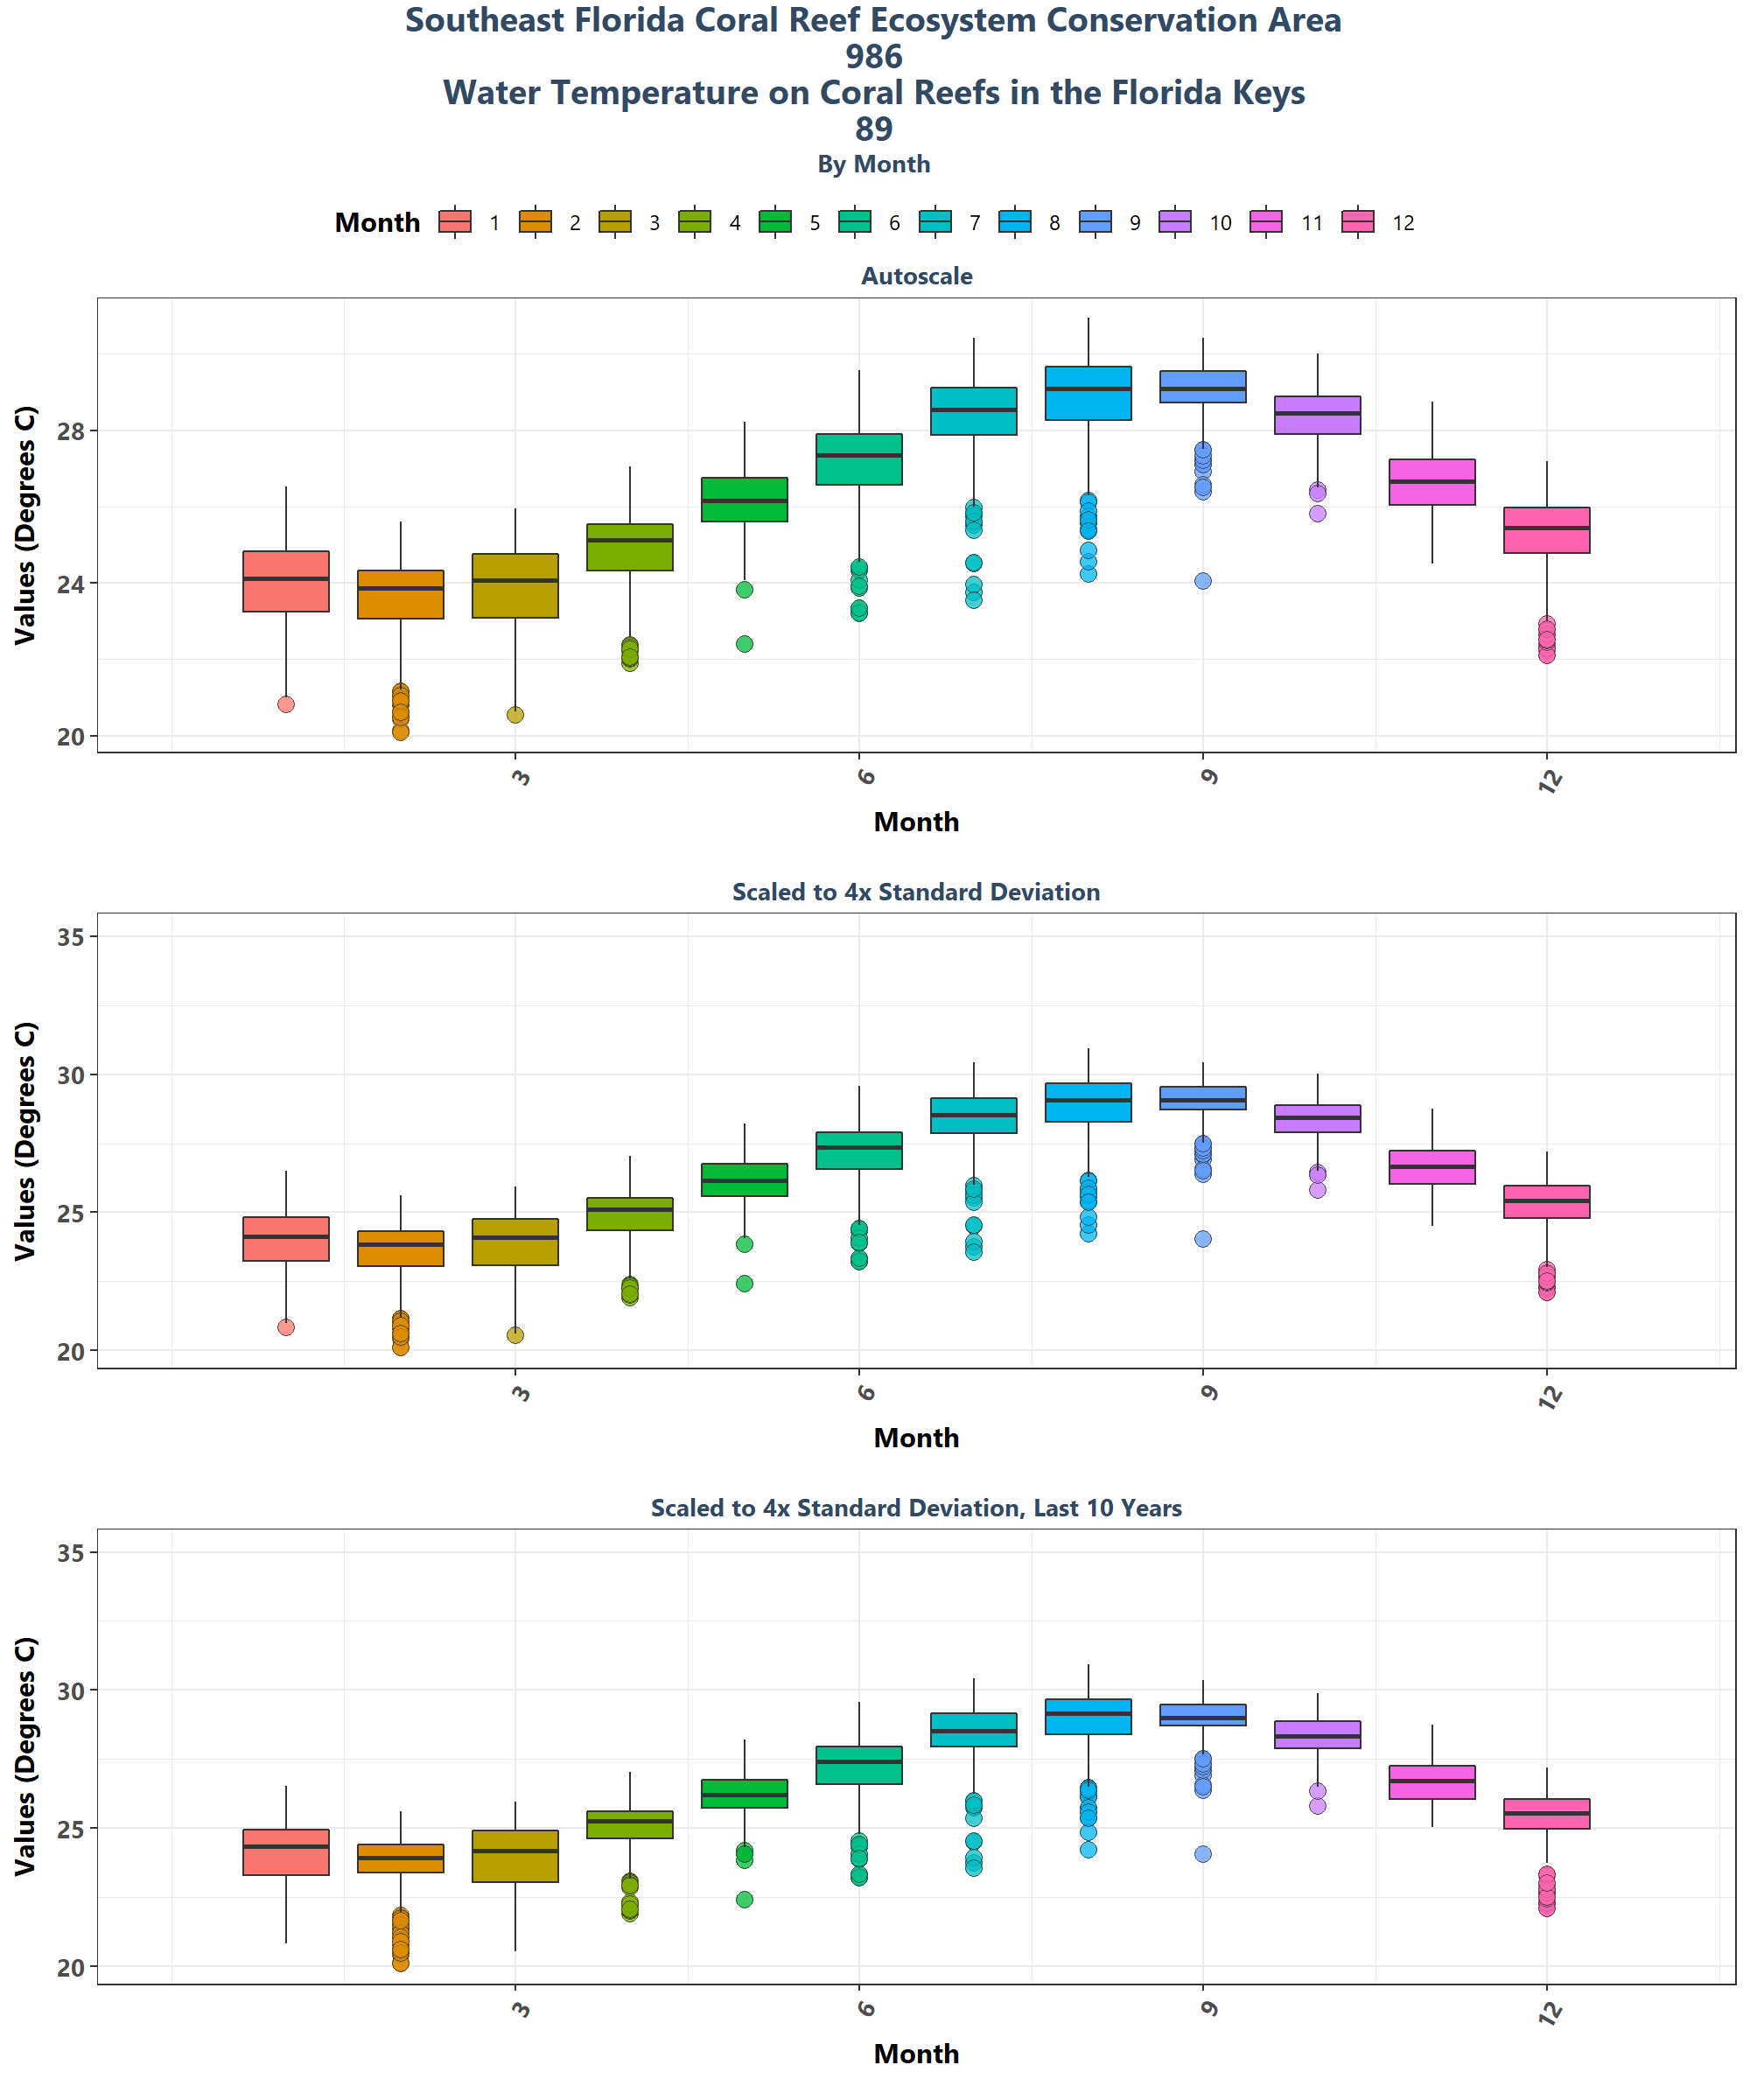 Southeast Florida Coral Reef Ecosystem Conservation Area
986
Water Temperature on Coral Reefs in the Florida Keys
89
By Month
Month 1 2 3 4 5 6 7 8 9 10 11 12
Autoscale
Values (Degrees C)
28
24
20
3 6 9 12
Month
Scaled to 4x Standard Deviation
Values (Degrees C)
35
30
25
20
3 6 9 12
Month
Scaled to 4x Standard Deviation, Last 10 Years
Values (Degrees C)
35
30
25
20
3 6 9 12
Month